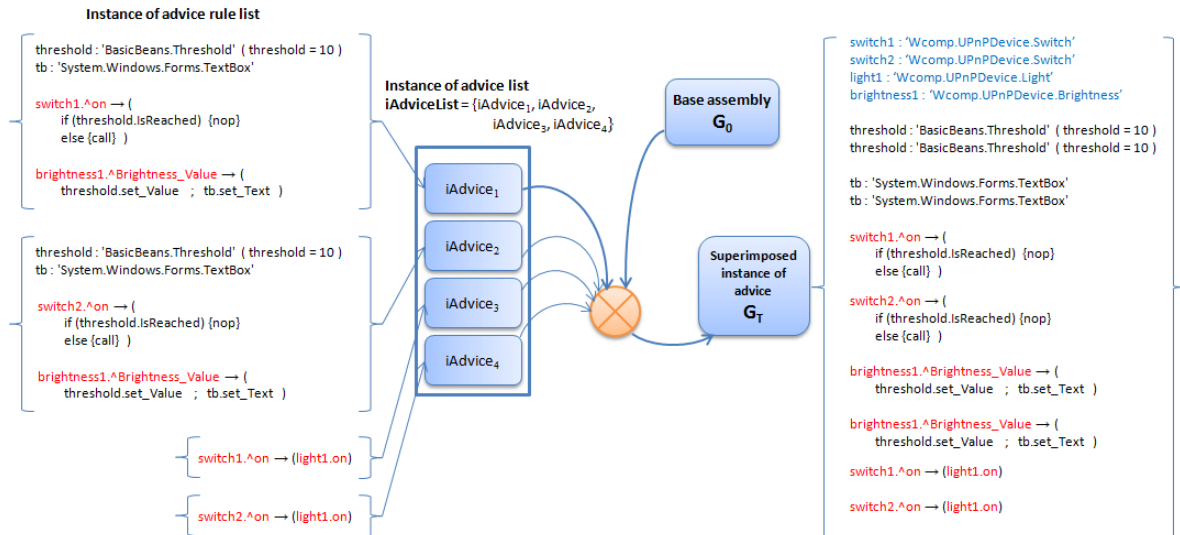 Instance of advice rule list
threshold : 'BasicBeans.Threshold' ( threshold = 10 )
tb : 'System.Windows.Forms.TextBox'
switch1.^on → (
if (threshold.IsReached) {nop}
else {call} )
brightness1.^Brightness_Value → (
threshold.set_Value ; tb.set_Text )
threshold : 'BasicBeans.Threshold' ( threshold = 10 )
tb : 'System.Windows.Forms.TextBox'
switch2.^on → (
if (threshold.IsReached) {nop}
else {call} )
brightness1.^Brightness_Value → (
threshold.set_Value ; tb.set_Text )
switch1.^on → (light1.on)
switch2.^on → (light1.on)
Instance of advice list
iAdviceList = {iAdvice₁, iAdvice₂,
iAdvice₃, iAdvice₄}
iAdvice₁
iAdvice₂
iAdvice₃
iAdvice₄
Base assembly
G₀
Superimposed
instance of
advice
G_T
switch1 : ‘Wcomp.UPnPDevice.Switch’
switch2 : ‘Wcomp.UPnPDevice.Switch’
light1 : ‘Wcomp.UPnPDevice.Light’
brightness1 : ‘Wcomp.UPnPDevice.Brightness’
threshold : 'BasicBeans.Threshold' ( threshold = 10 )
threshold : 'BasicBeans.Threshold' ( threshold = 10 )
tb : 'System.Windows.Forms.TextBox'
tb : 'System.Windows.Forms.TextBox'
switch1.^on → (
if (threshold.IsReached) {nop}
else {call} )
switch2.^on → (
if (threshold.IsReached) {nop}
else {call} )
brightness1.^Brightness_Value → (
threshold.set_Value ; tb.set_Text )
brightness1.^Brightness_Value → (
threshold.set_Value ; tb.set_Text )
switch1.^on → (light1.on)
switch2.^on → (light1.on)